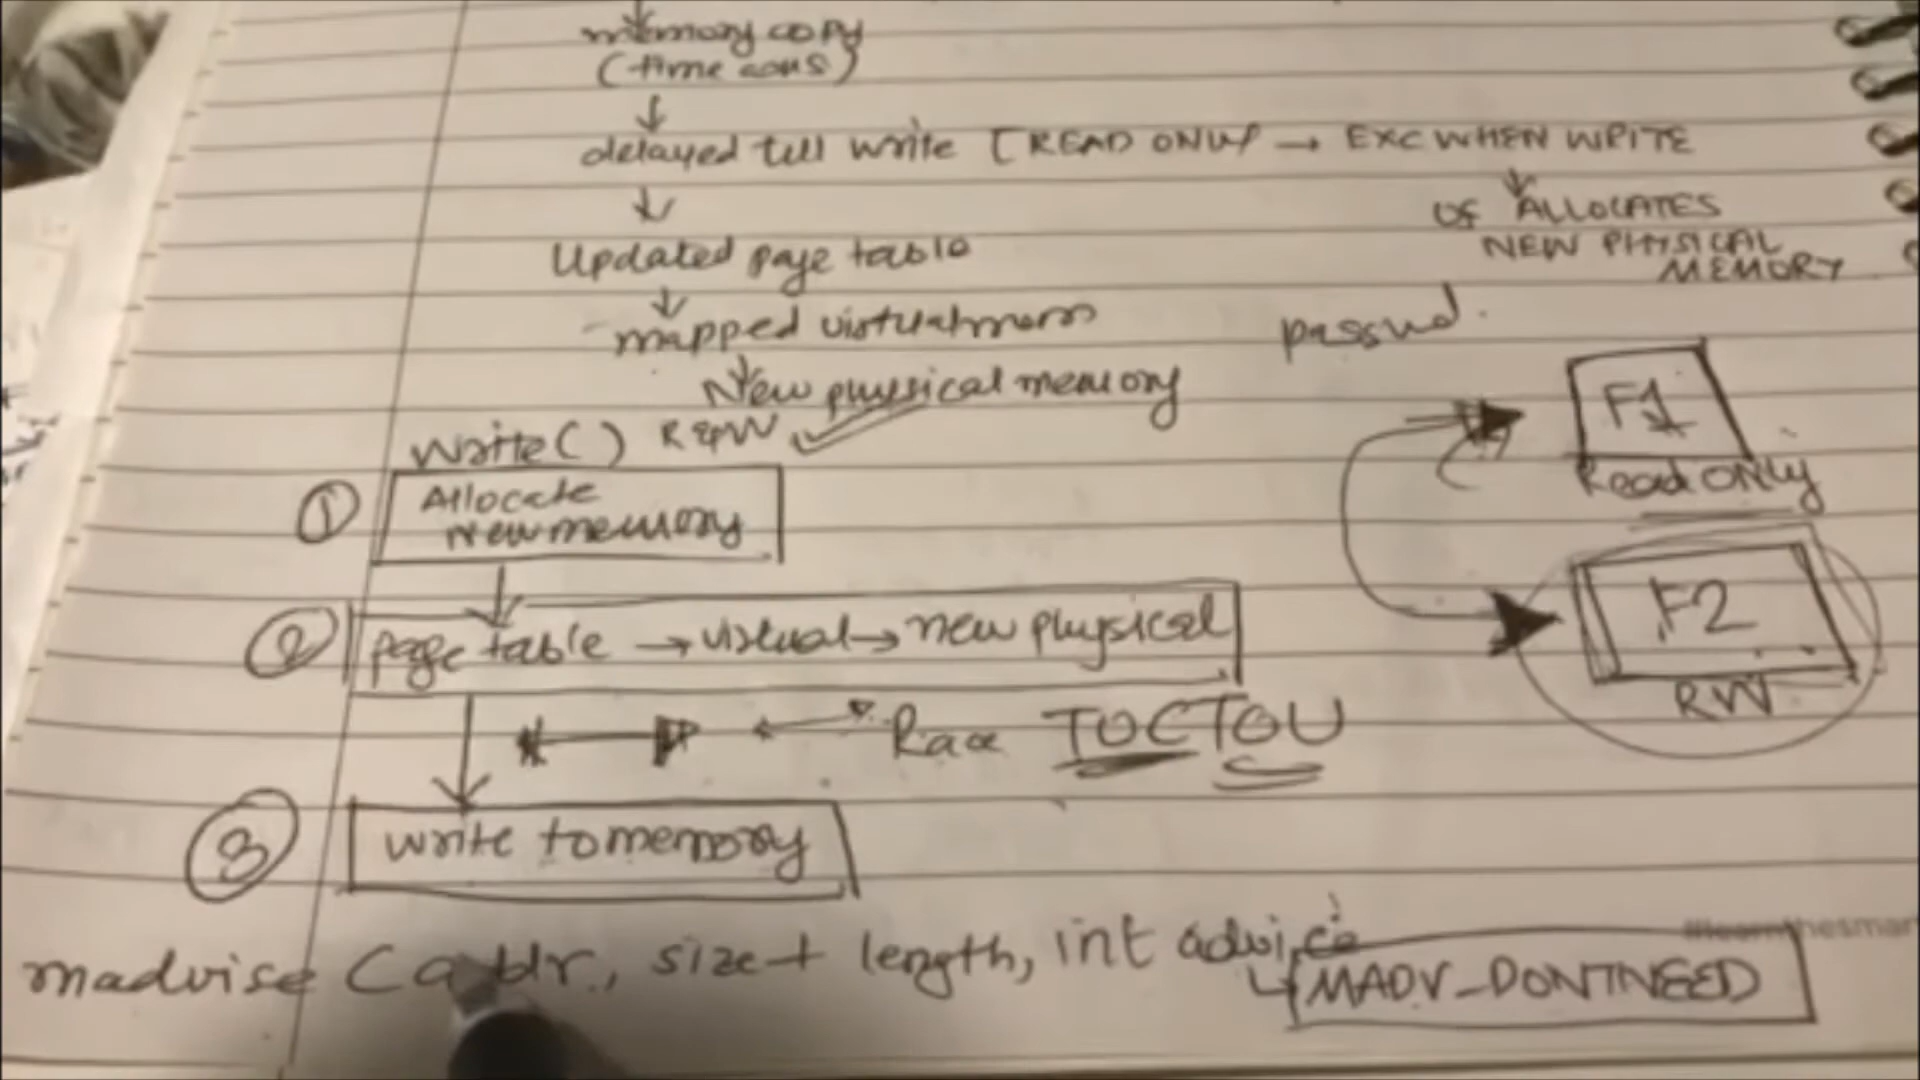 memory copy
(time cons)
delayed till write [READ ONLY → EXC WHEN WRITE
OS ALLOCATES
NEW PHYSICAL
MEMORY
Updated page table
mapped virtual mem
New physical memory
passwd.
F1
Read only
write()
① Allocate
new memory
② page table → virtual → new physical
F2
RW
Race TOCTOU
③ write to memory
madvise (addr, size_t length, int advice
MADV_DONTNEED